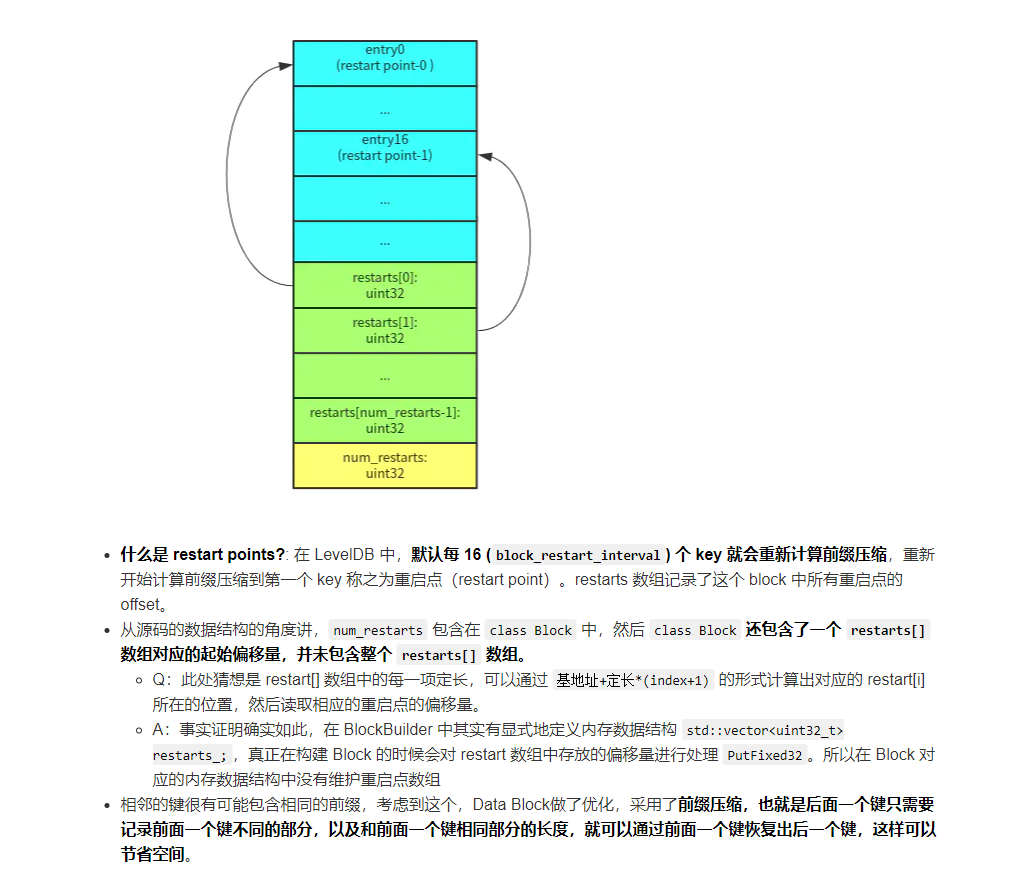 entry0
(restart point-0 )
...
entry16
(restart point-1)
...
...
restarts[0]:
uint32
restarts[1]:
uint32
...
restarts[num_restarts-1]:
uint32
num_restarts:
uint32
• 什么是 restart points?: 在 LevelDB 中，默认每 16 ( block_restart_interval ) 个 key 就会重新计算前缀压缩，重新
开始计算前缀压缩到第一个 key 称之为重启点（restart point）。restarts 数组记录了这个 block 中所有重启点的
offset。
• 从源码的数据结构的角度讲， num_restarts 包含在 class Block 中，然后 class Block 还包含了一个 restarts[]
数组对应的起始偏移量，并未包含整个 restarts[] 数组。
◦ Q：此处猜想是 restart[] 数组中的每一项定长，可以通过 基地址+定长*(index+1) 的形式计算出对应的 restart[i]
所在的位置，然后读取相应的重启点的偏移量。
◦ A：事实证明确实如此，在 BlockBuilder 中其实有显式地定义内存数据结构 std::vector<uint32_t>
restarts_; ，真正在构建 Block 的时候会对 restart 数组中存放的偏移量进行处理 PutFixed32 。所以在 Block 对
应的内存数据结构中没有维护重启点数组
• 相邻的键很有可能包含相同的前缀，考虑到这个，Data Block做了优化，采用了前缀压缩，也就是后面一个键只需要
记录前面一个键不同的部分，以及和前面一个键相同部分的长度，就可以通过前面一个键恢复出后一个键，这样可以
节省空间。